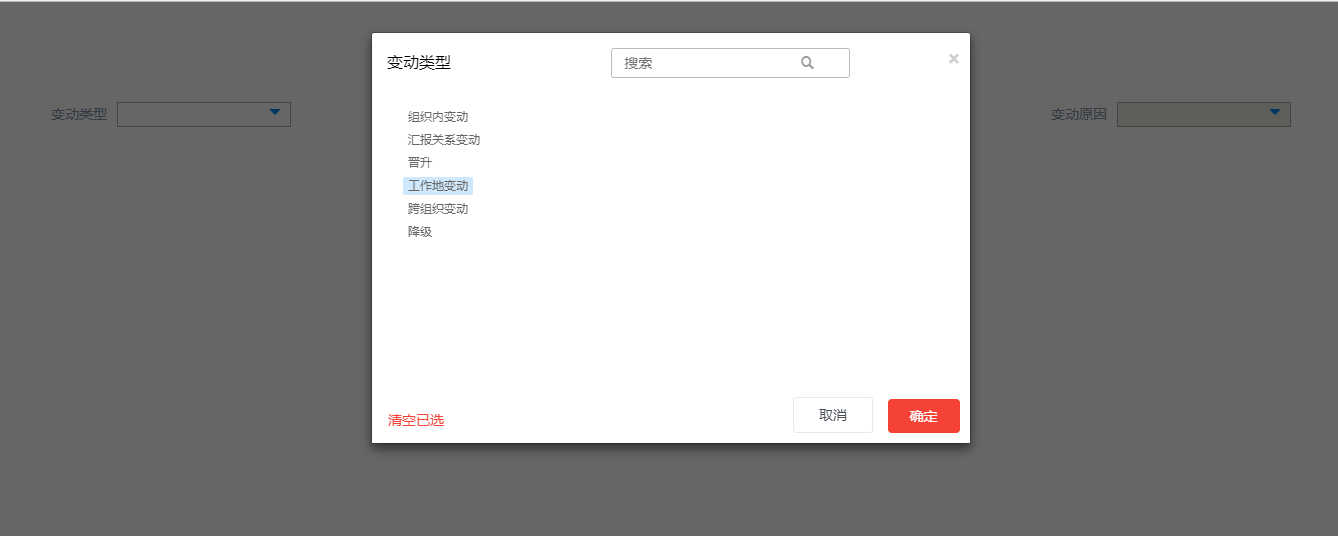 变动类型
搜索
×
变动类型
变动原因
组织内变动
汇报关系变动
晋升
工作地变动
跨组织变动
降级
清空已选
取消
确定